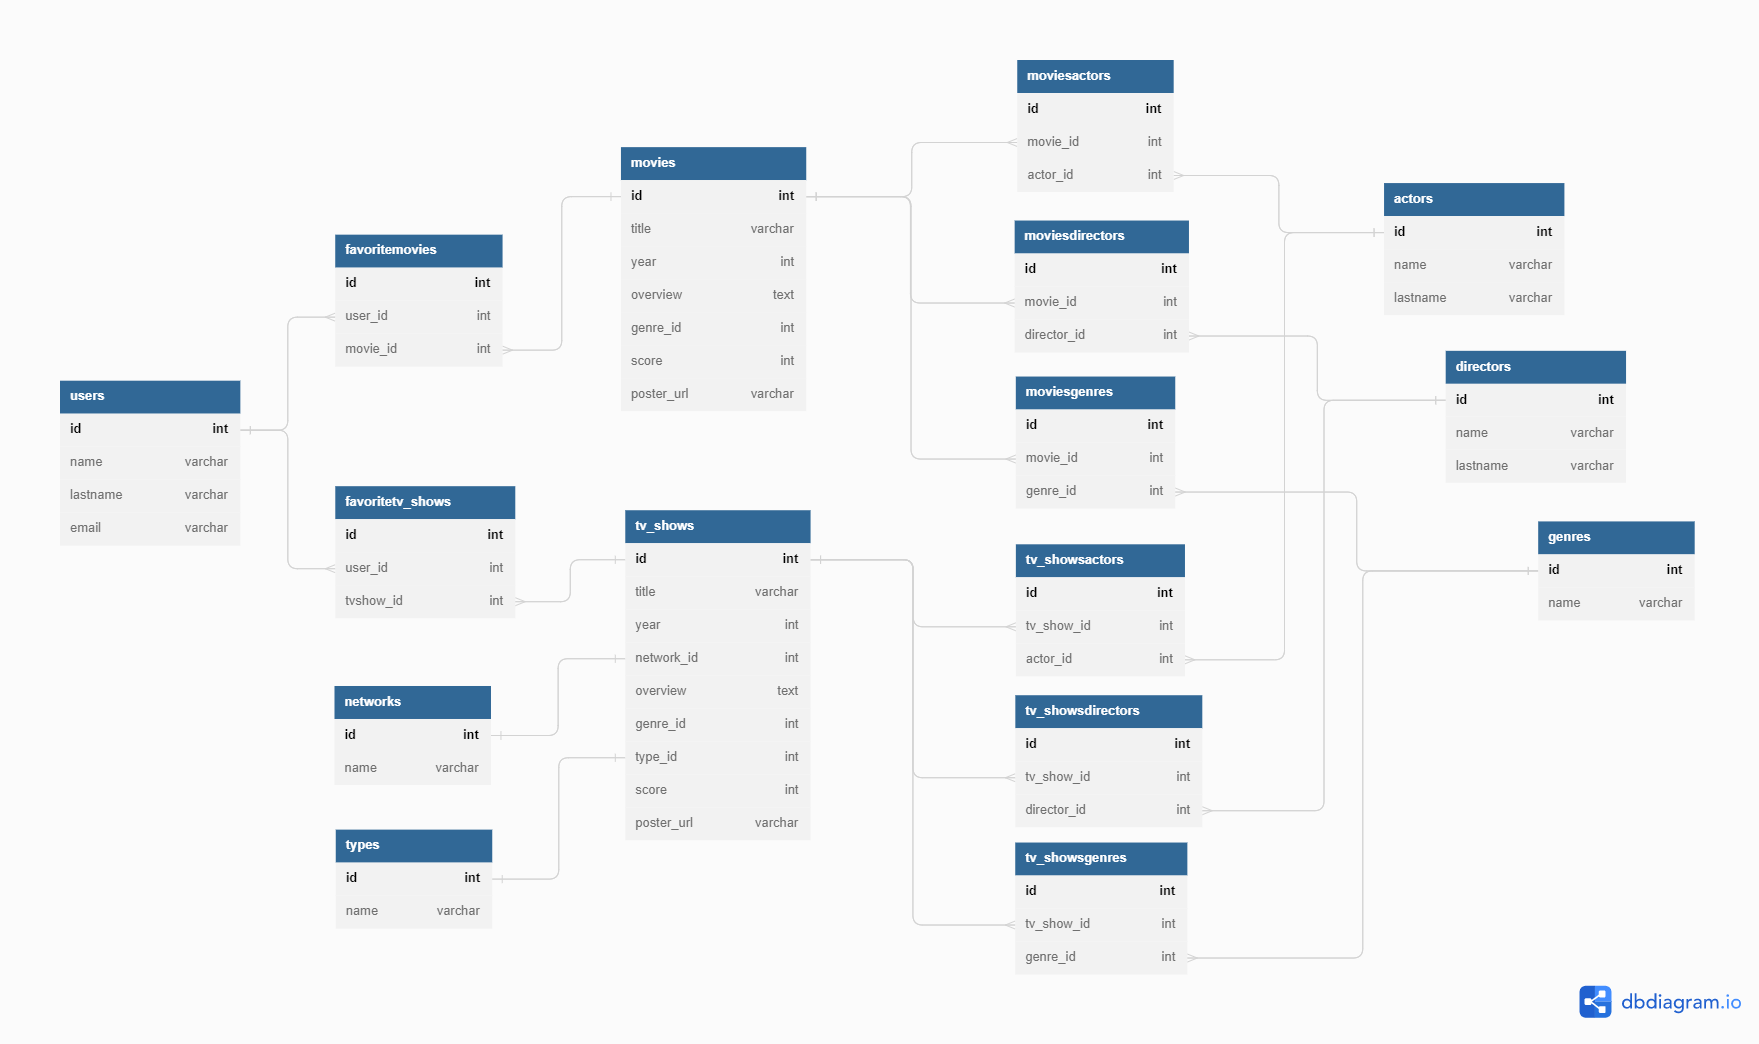 users
id int
name varchar
lastname varchar
email varchar
favoritemovies
id int
user_id int
movie_id int
favoritetv_shows
id int
user_id int
tvshow_id int
networks
id int
name varchar
types
id int
name varchar
movies
id int
title varchar
year int
overview text
genre_id int
score int
poster_url varchar
tv_shows
id int
title varchar
year int
network_id int
overview text
genre_id int
type_id int
score int
poster_url varchar
moviesactors
id int
movie_id int
actor_id int
moviesdirectors
id int
movie_id int
director_id int
moviesgenres
id int
movie_id int
genre_id int
tv_showsactors
id int
tv_show_id int
actor_id int
tv_showsdirectors
id int
tv_show_id int
director_id int
tv_showsgenres
id int
tv_show_id int
genre_id int
actors
id int
name varchar
lastname varchar
directors
id int
name varchar
lastname varchar
genres
id int
name varchar
dbdiagram.io